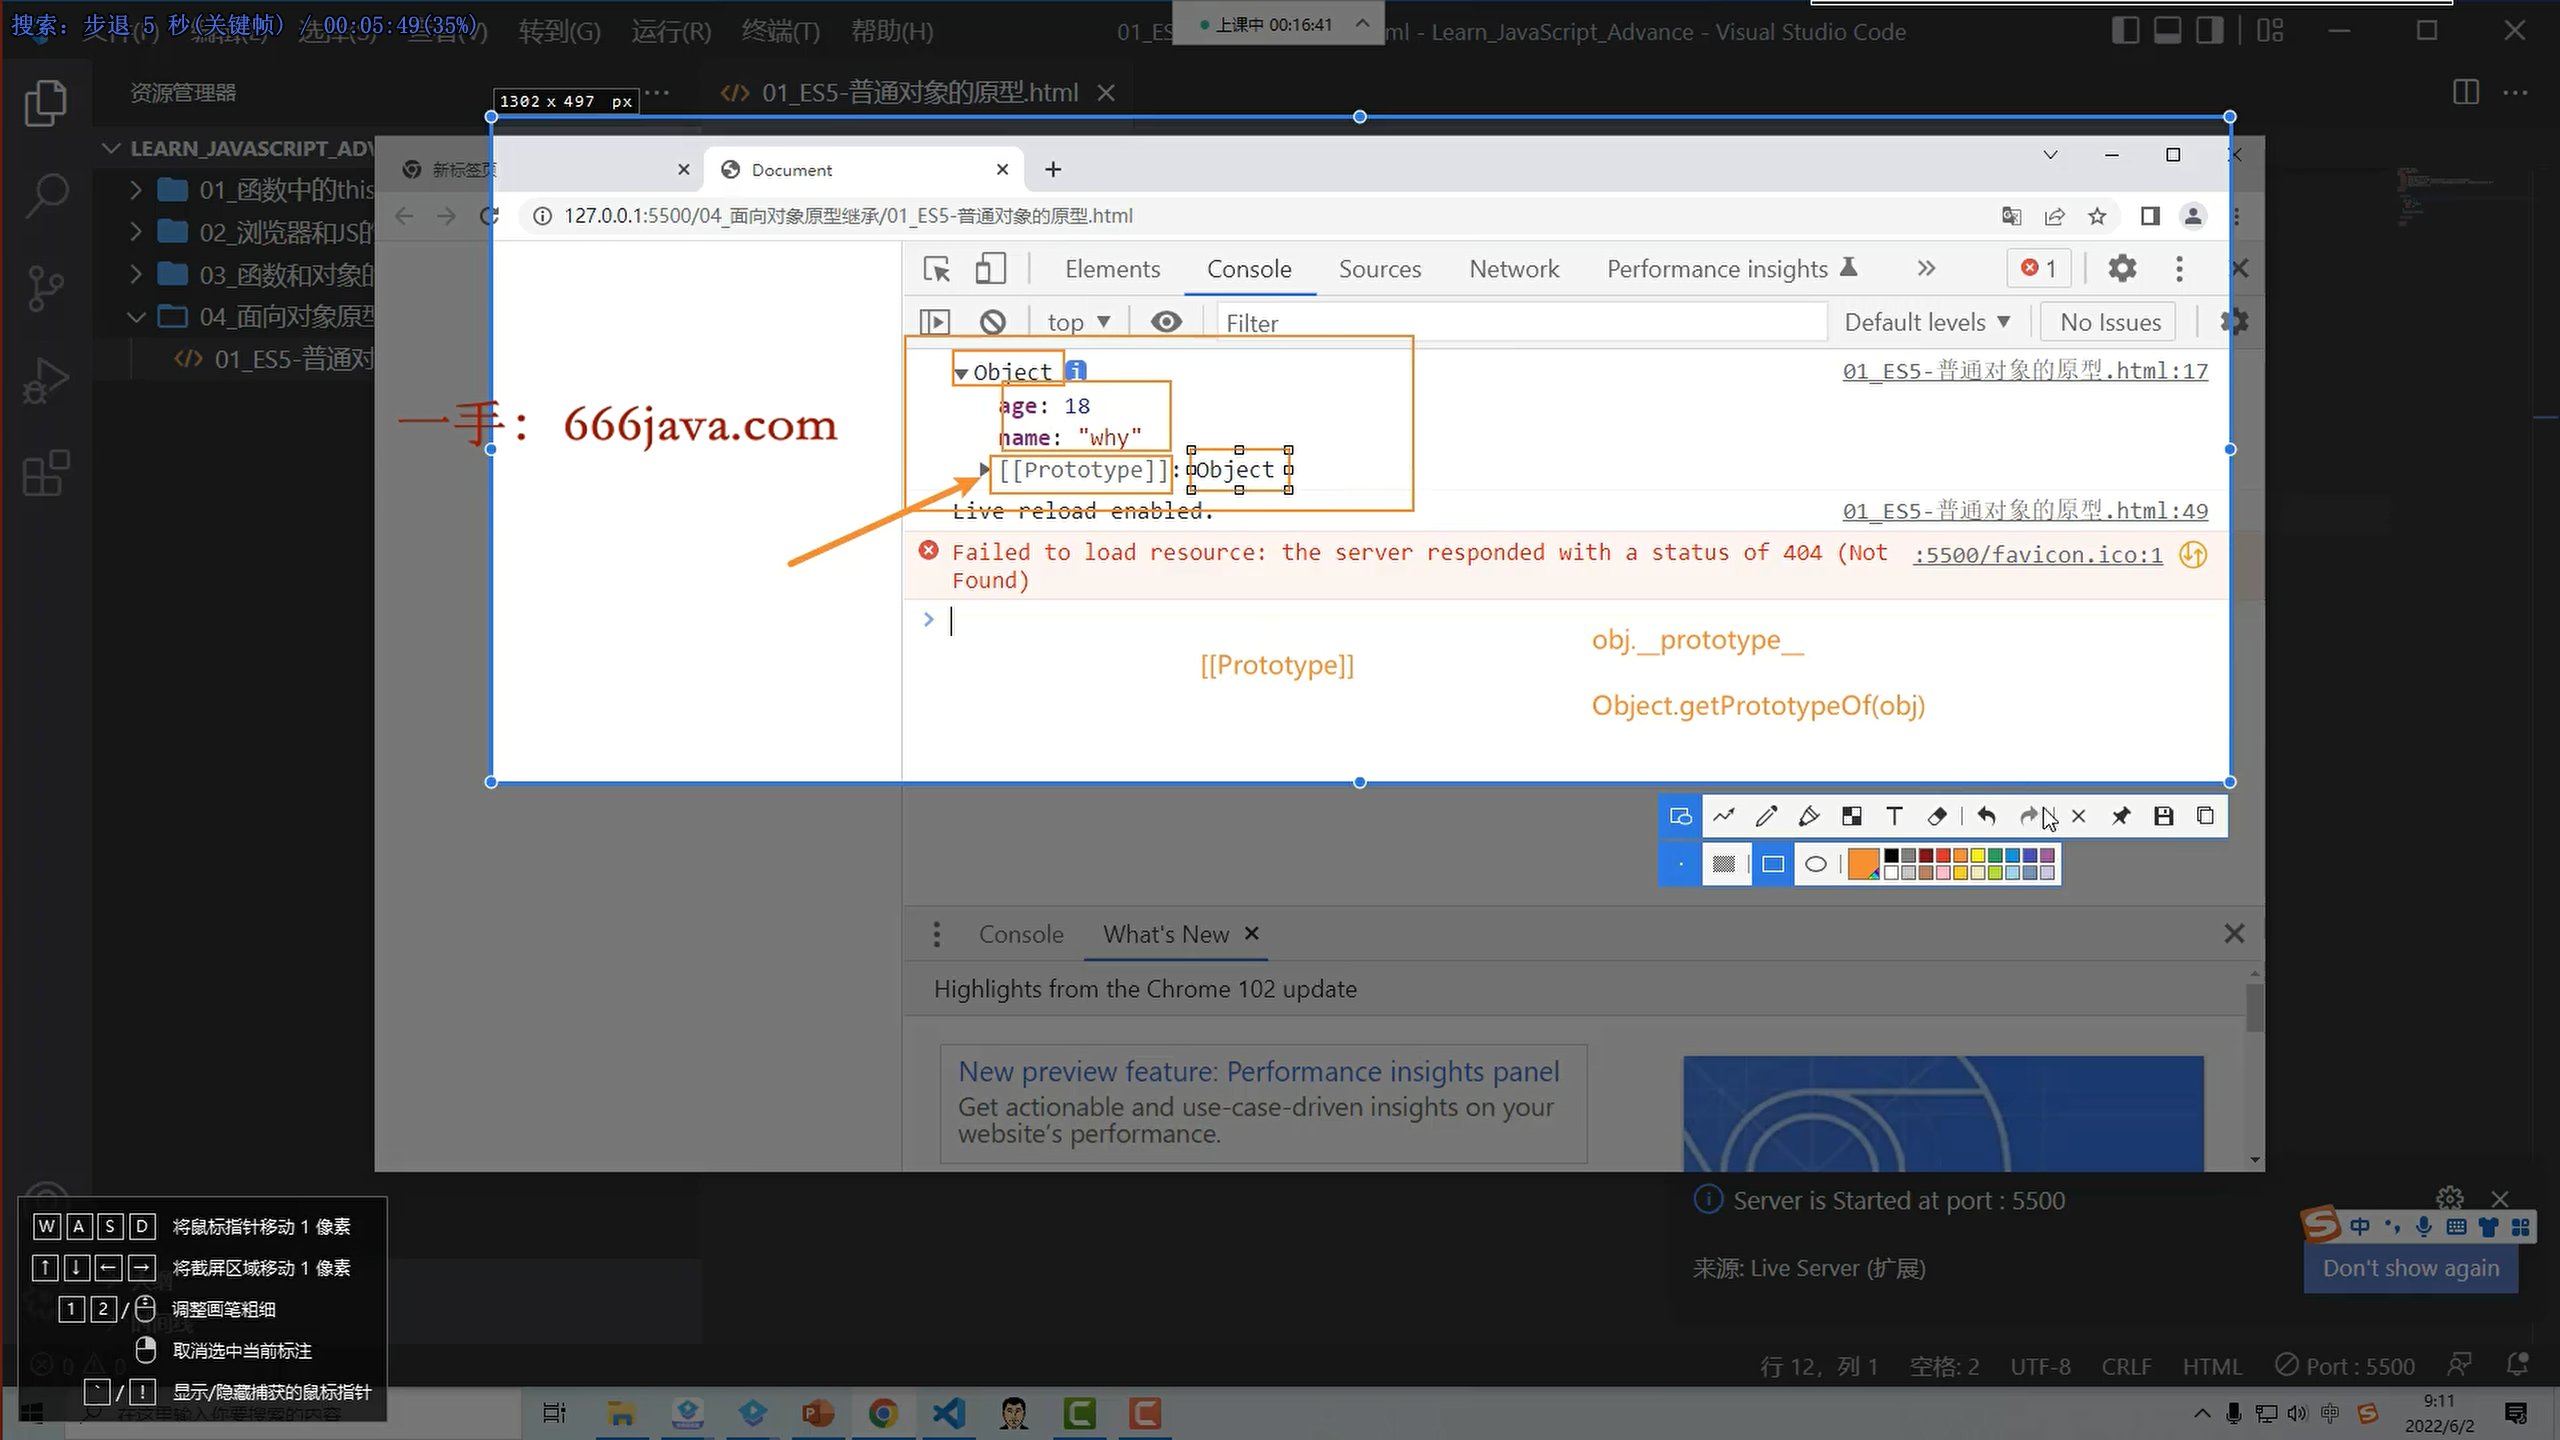 搜索: 步退 5 秒(关键帧) / 00:05:49(35%)
转到(G) 运行(R) 终端(T) 帮助(H)
01_ES
上课中 00:16:41
ml - Learn_JavaScript_Advance - Visual Studio Code
资源管理器
01_ES5-普通对象的原型.html
1302 x 497 px
LEARN_JAVASCRIPT_ADV
01_函数中的this
02_浏览器和JS的
03_函数和对象的
04_面向对象原型
01_ES5-普通对
新标签页
Document
127.0.0.1:5500/04_面向对象原型继承/01_ES5-普通对象的原型.html
Elements Console Sources Network Performance insights 1
top Filter Default levels No Issues
Object i 01_ES5-普通对象的原型.html:17
age: 18
name: "why"
[[Prototype]]: Object
Live reload enabled. 01_ES5-普通对象的原型.html:49
Failed to load resource: the server responded with a status of 404 (Not :5500/favicon.ico:1
Found)
一手: 666java.com
obj.__prototype__
[[Prototype]]
Object.getPrototypeOf(obj)
Console What's New
Highlights from the Chrome 102 update
New preview feature: Performance insights panel
Get actionable and use-case-driven insights on your
website's performance.
Server is Started at port : 5500
来源: Live Server (扩展)
中
Don't show again
W A S D 将鼠标指针移动 1 像素
↑ ↓ ← → 将截屏区域移动 1 像素
1 2 / 调整画笔粗细
取消选中当前标注
` / ! 显示/隐藏捕获的鼠标指针
行 12，列 1 空格: 2 UTF-8 CRLF HTML Port : 5500
在这里输入你要搜索的内容
中
9:11
2022/6/2